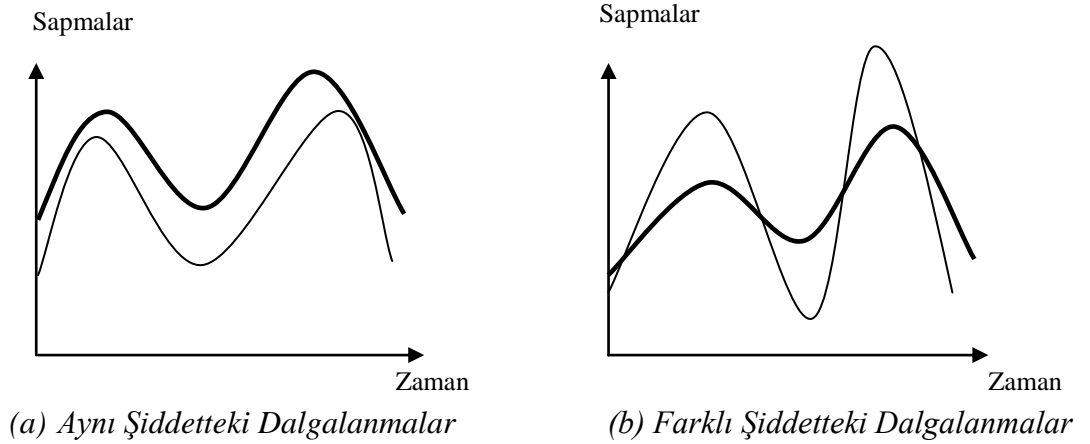 Sapmalar
Sapmalar
Zaman
Zaman
(a) Aynı Şiddetteki Dalgalanmalar
(b) Farklı Şiddetteki Dalgalanmalar